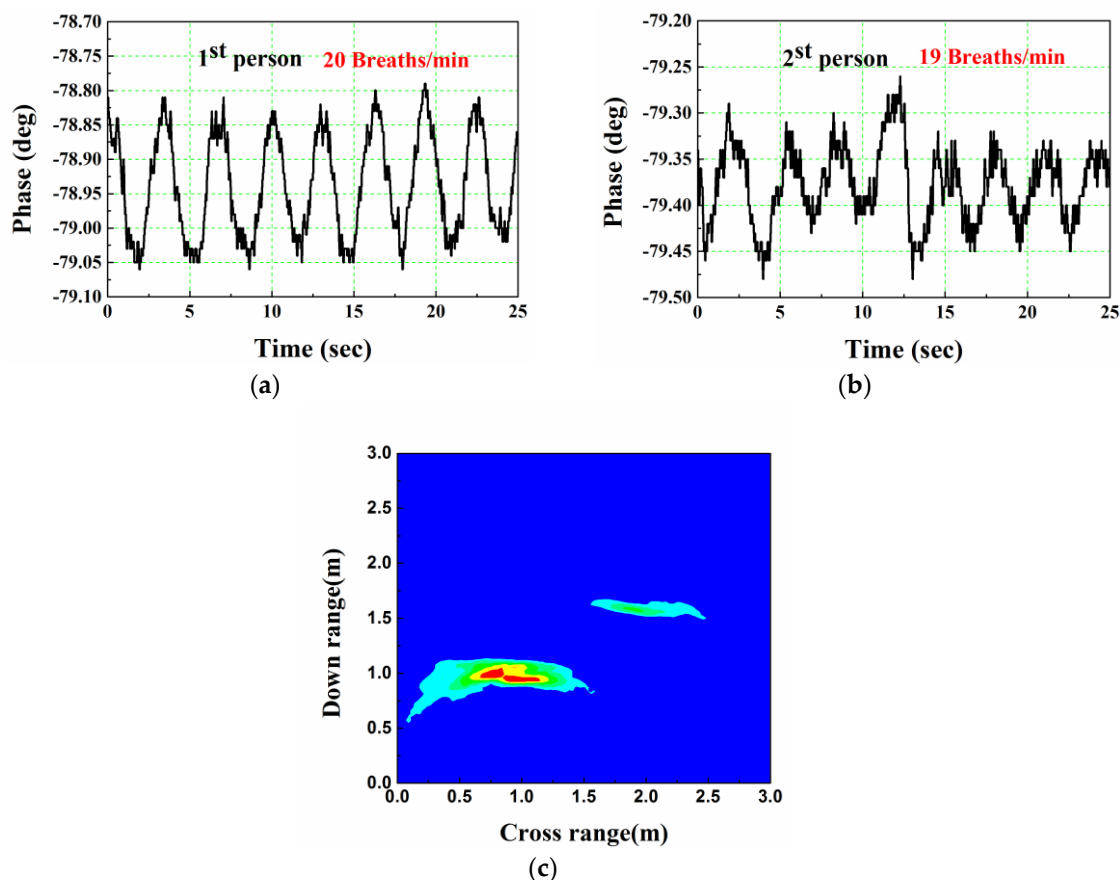 -78.70
-78.75
-78.80
-78.85
-78.90
-78.95
-79.00
-79.05
-79.10
Phase (deg)
1st person 20 Breaths/min
0 5 10 15 20 25
Time (sec)
(a)
-79.20
-79.25
-79.30
-79.35
-79.40
-79.45
-79.50
Phase (deg)
2st person 19 Breaths/min
0 5 10 15 20 25
Time (sec)
(b)
3.0
2.5
2.0
1.5
1.0
0.5
0.0
Down range(m)
0.0 0.5 1.0 1.5 2.0 2.5 3.0
Cross range(m)
(c)